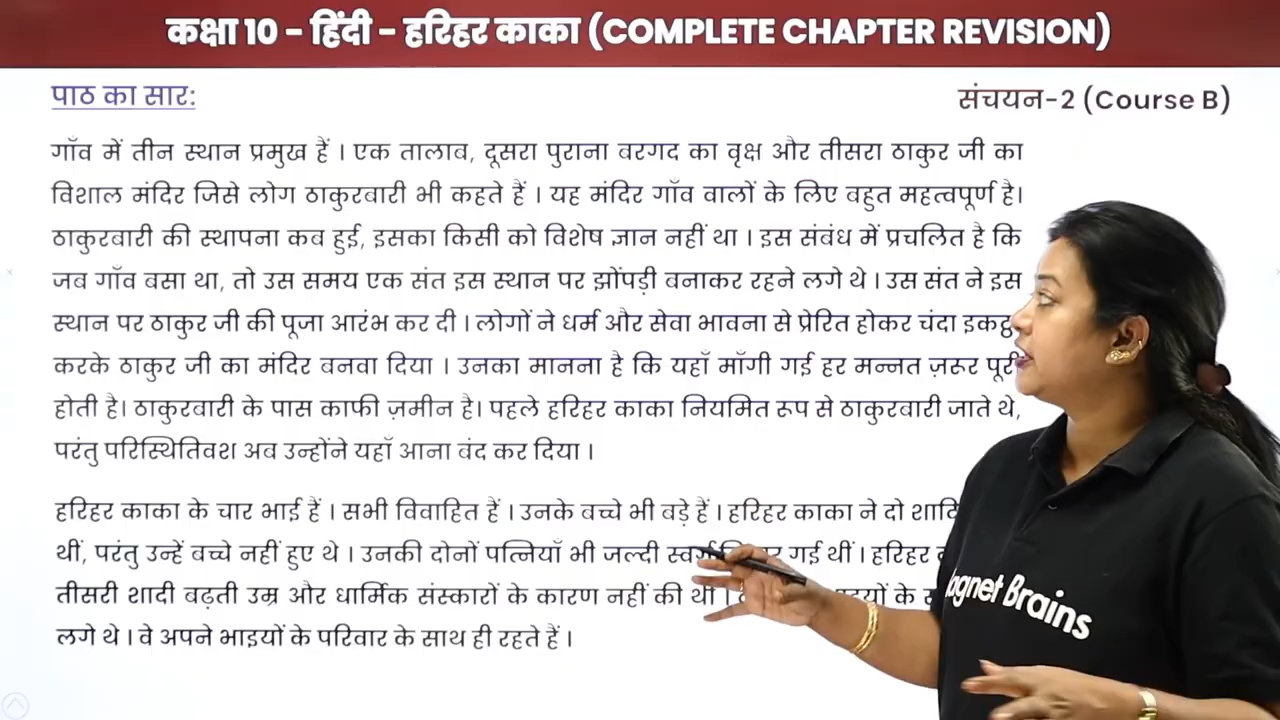 कक्षा 10 - हिंदी - हरिहर काका (COMPLETE CHAPTER REVISION)
पाठ का सार:
संचयन-2 (Course B)
गाँव में तीन स्थान प्रमुख हैं । एक तालाब, दूसरा पुराना बरगद का वृक्ष और तीसरा ठाकुर जी का
विशाल मंदिर जिसे लोग ठाकुरबारी भी कहते हैं । यह मंदिर गाँव वालों के लिए बहुत महत्वपूर्ण है।
ठाकुरबारी की स्थापना कब हुई, इसका किसी को विशेष ज्ञान नहीं था । इस संबंध में प्रचलित है कि
जब गाँव बसा था, तो उस समय एक संत इस स्थान पर झोंपड़ी बनाकर रहने लगे थे । उस संत ने इस
स्थान पर ठाकुर जी की पूजा आरंभ कर दी । लोगों ने धर्म और सेवा भावना से प्रेरित होकर चंदा
करके ठाकुर जी का मंदिर बनवा दिया । उनका मानना है कि यहाँ माँगी गई हर मन्नत ज़रूर पूरी
होती है। ठाकुरबारी के पास काफी ज़मीन है। पहले हरिहर काका नियमित रूप से ठाकुरबारी जाते थे,
परंतु परिस्थितिवश अब उन्होंने यहाँ आना बंद कर दिया ।
हरिहर काका के चार भाई हैं । सभी विवाहित हैं । उनके बच्चे भी बड़े हैं । हरिहर काका ने दो
थीं, परंतु उन्हें बच्चे नहीं हुए थे । उनकी दोनों पत्नियाँ भी जल्दी गई थीं । हरिहर
तीसरी शादी बढ़ती उम्र और धार्मिक संस्कारों के कारण नहीं की थी । के
लगे थे । वे अपने भाइयों के परिवार के साथ ही रहते हैं ।
Brains